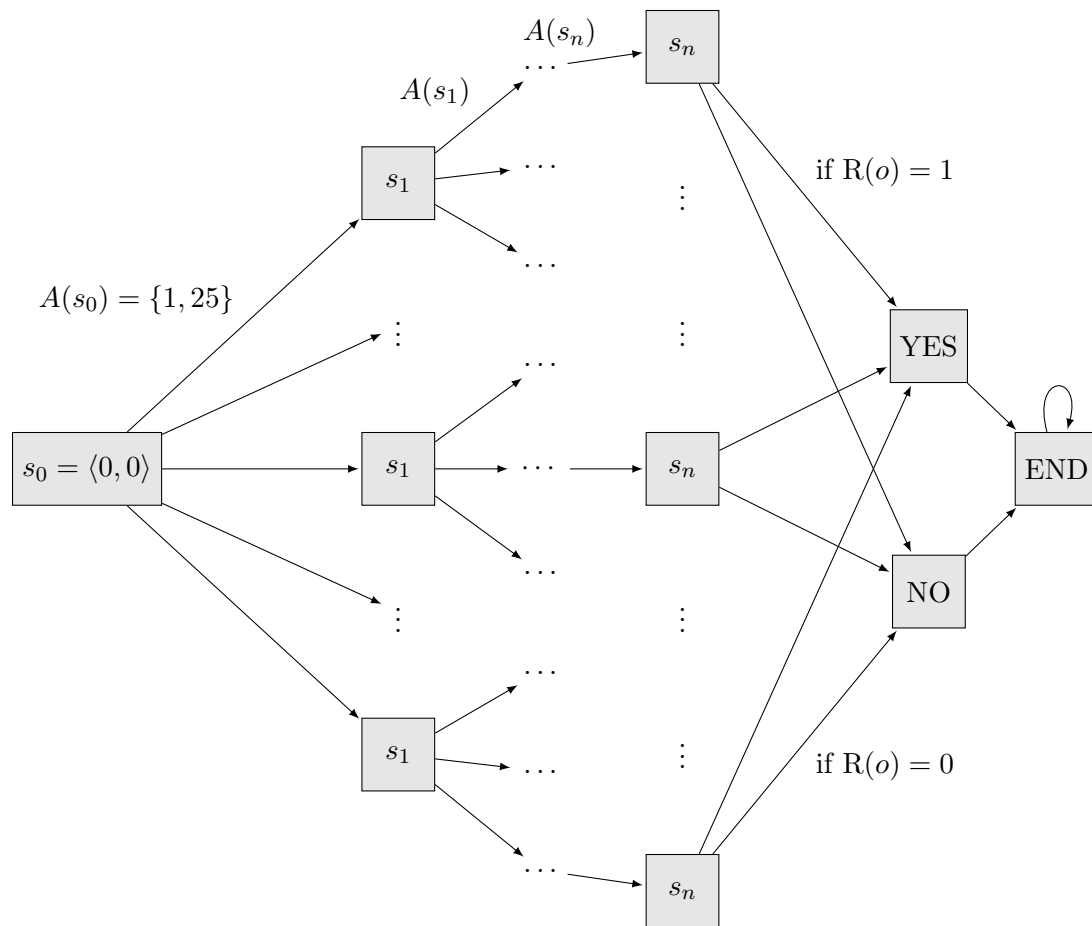 A(s_n)
s_n
A(s_1)
⋯
s_1
⋯
if R(o) = 1
⋮
⋯
A(s_0) = {1, 25}
⋮
⋮
YES
⋯
s_0 = ⟨0, 0⟩
s_1
⋯
s_n
END
⋯
NO
⋮
⋮
⋯
s_1
⋯
⋮
if R(o) = 0
⋯
s_n